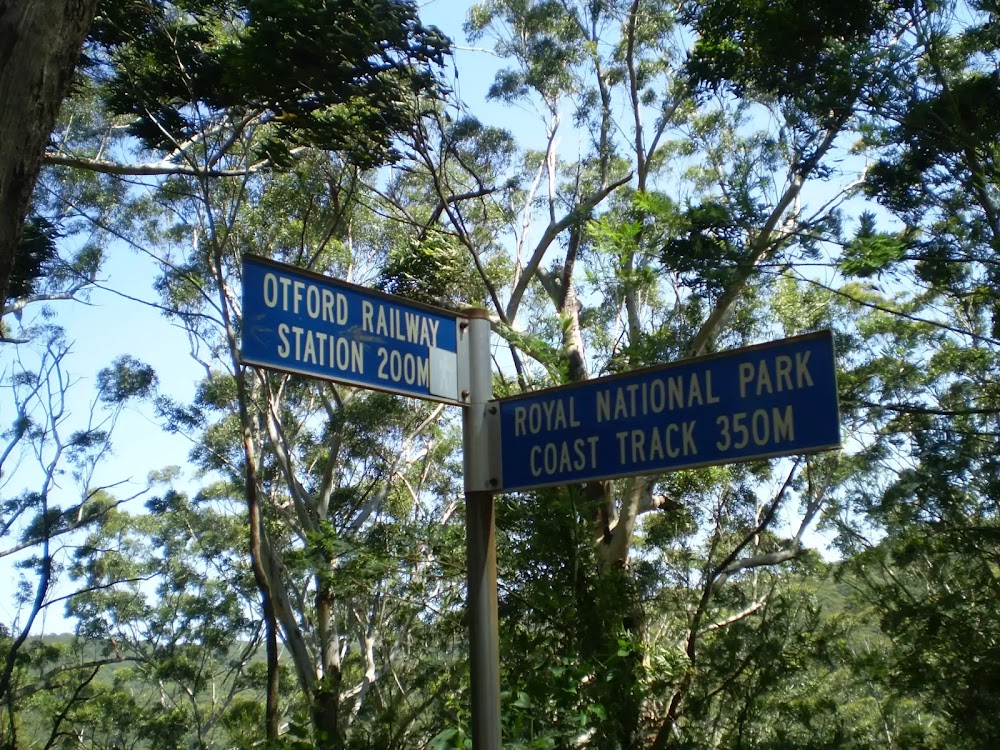 OTFORD RAILWAY
STATION 200M
ROYAL NATIONAL PARK
COAST TRACK 350M